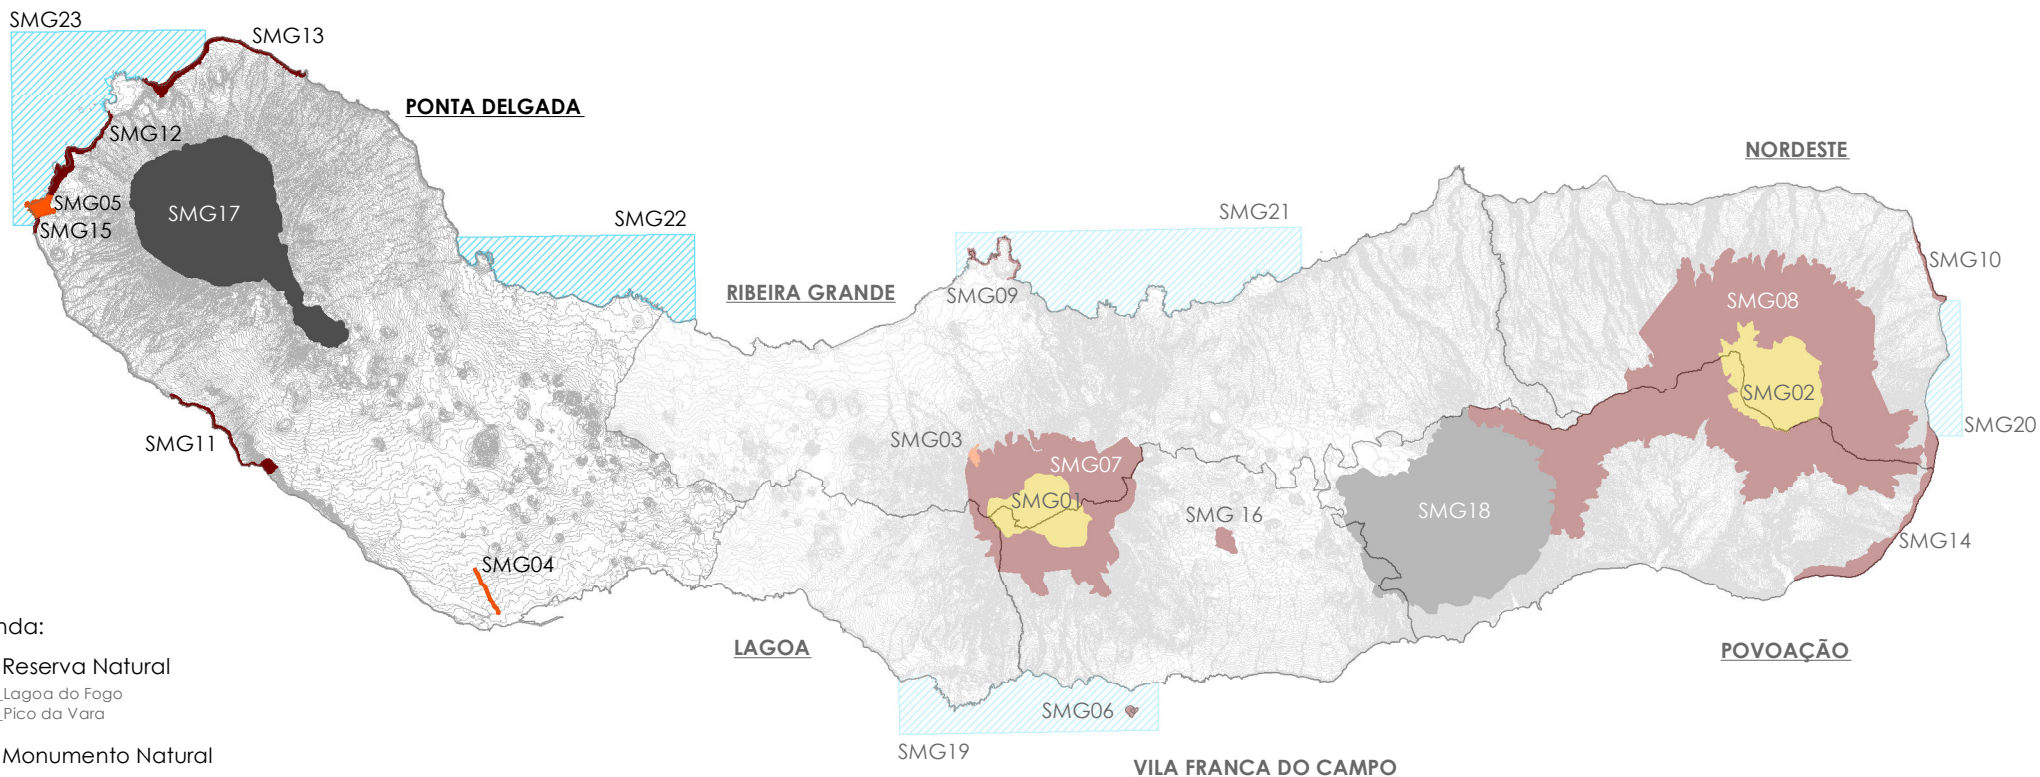 SMG23
SMG13
PONTA DELGADA
SMG12
NORDESTE
SMG05
SMG17
SMG15
SMG22
SMG21
SMG10
RIBEIRA GRANDE
SMG09
SMG08
SMG02
SMG11
SMG03
SMG07
SMG20
SMG01
SMG 16
SMG18
SMG14
SMG04
nda:
LAGOA
POVOAÇÃO
Reserva Natural
_Lagoa do Fogo
_Pico da Vara
SMG06
SMG19
Monumento Natural
VILA FRANCA DO CAMPO